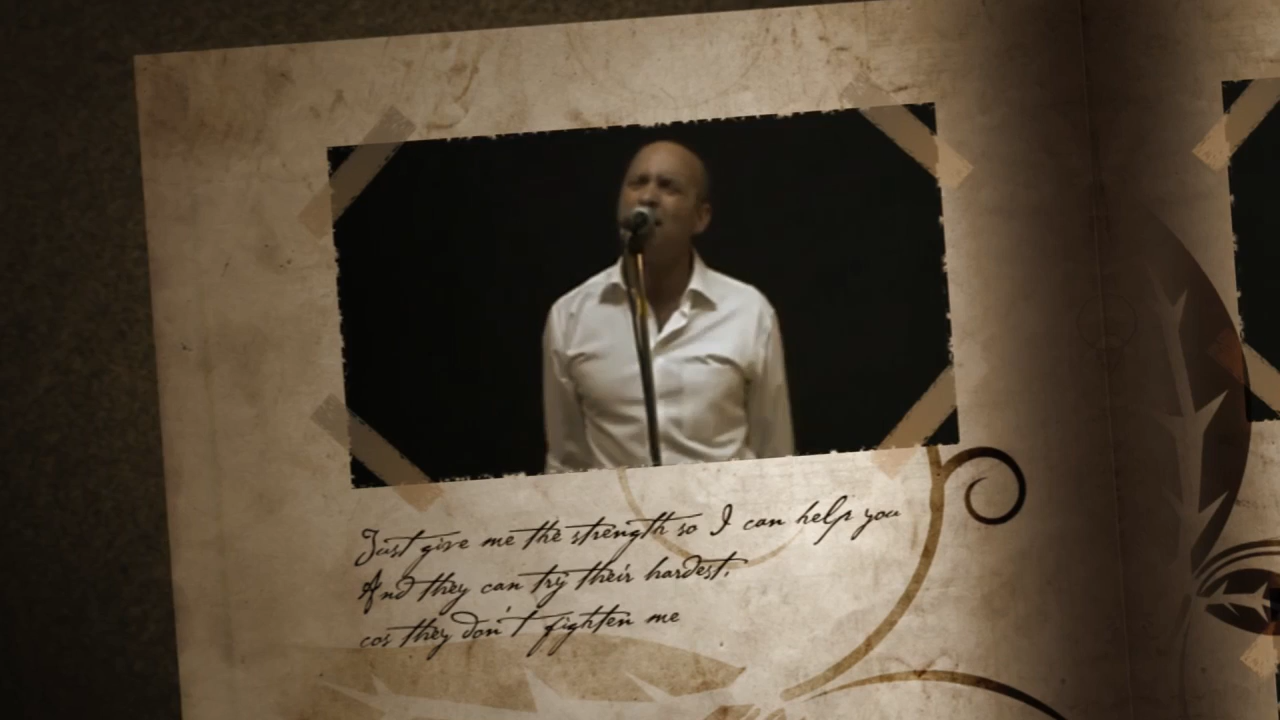 Just give me the strength so I can help you
And they can try their hardest,
cos they don't fighten me